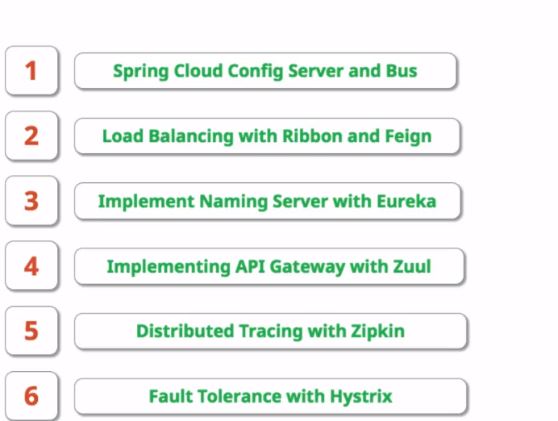 1 Spring Cloud Config Server and Bus
2 Load Balancing with Ribbon and Feign
3 Implement Naming Server with Eureka
4 Implementing API Gateway with Zuul
5 Distributed Tracing with Zipkin
6 Fault Tolerance with Hystrix